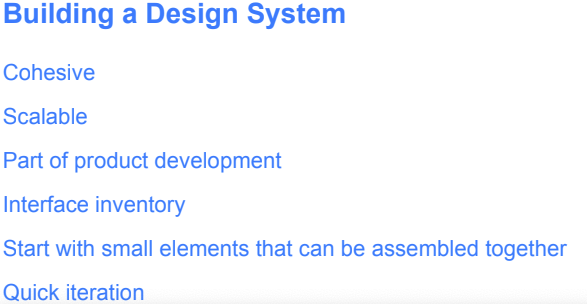 Building a Design System
Cohesive
Scalable
Part of product development
Interface inventory
Start with small elements that can be assembled together
Quick iteration